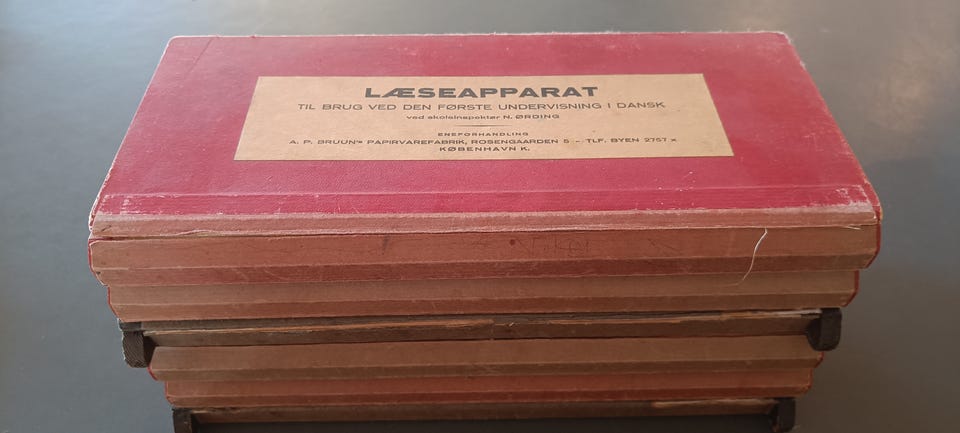 LÆSEAPPARAT
TIL BRUG VED DEN FØRSTE UNDERVISNING I DANSK
ved skoleinspektør N. ØRDING
ENEFORHANDLING
A. P. BRUUNs PAPIRVAREFABRIK, ROSENGAARDEN 5 - TLF. BYEN 2757 x
KØBENHAVN K.